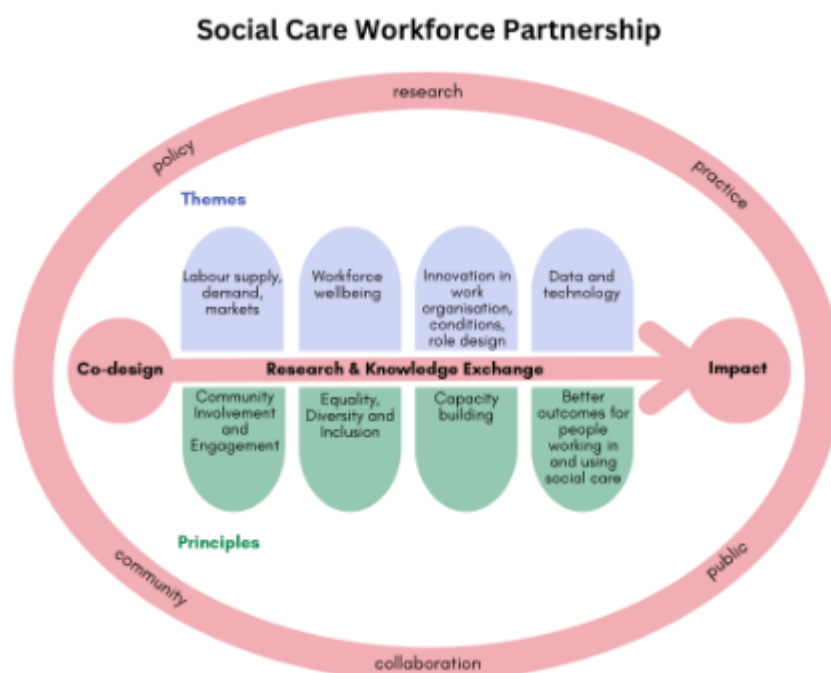 Social Care Workforce Partnership
research
policy
practice
Themes
Labour supply,
demand,
markets
Workforce
wellbeing
Innovation in
work
organisation,
conditions,
role design
Data and
technology
Co-design
Research & Knowledge Exchange
Impact
Community
Involvement
and
Engagement
Equality,
Diversity and
Inclusion
Capacity
building
Better
outcomes for
people
working in
and using
social care
Principles
community
public
collaboration